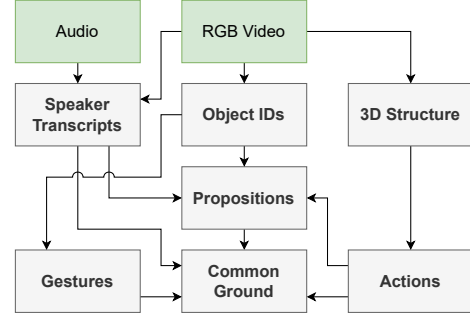 Audio
RGB Video
Speaker
Transcripts
Object IDs
3D Structure
Propositions
Gestures
Common
Ground
Actions